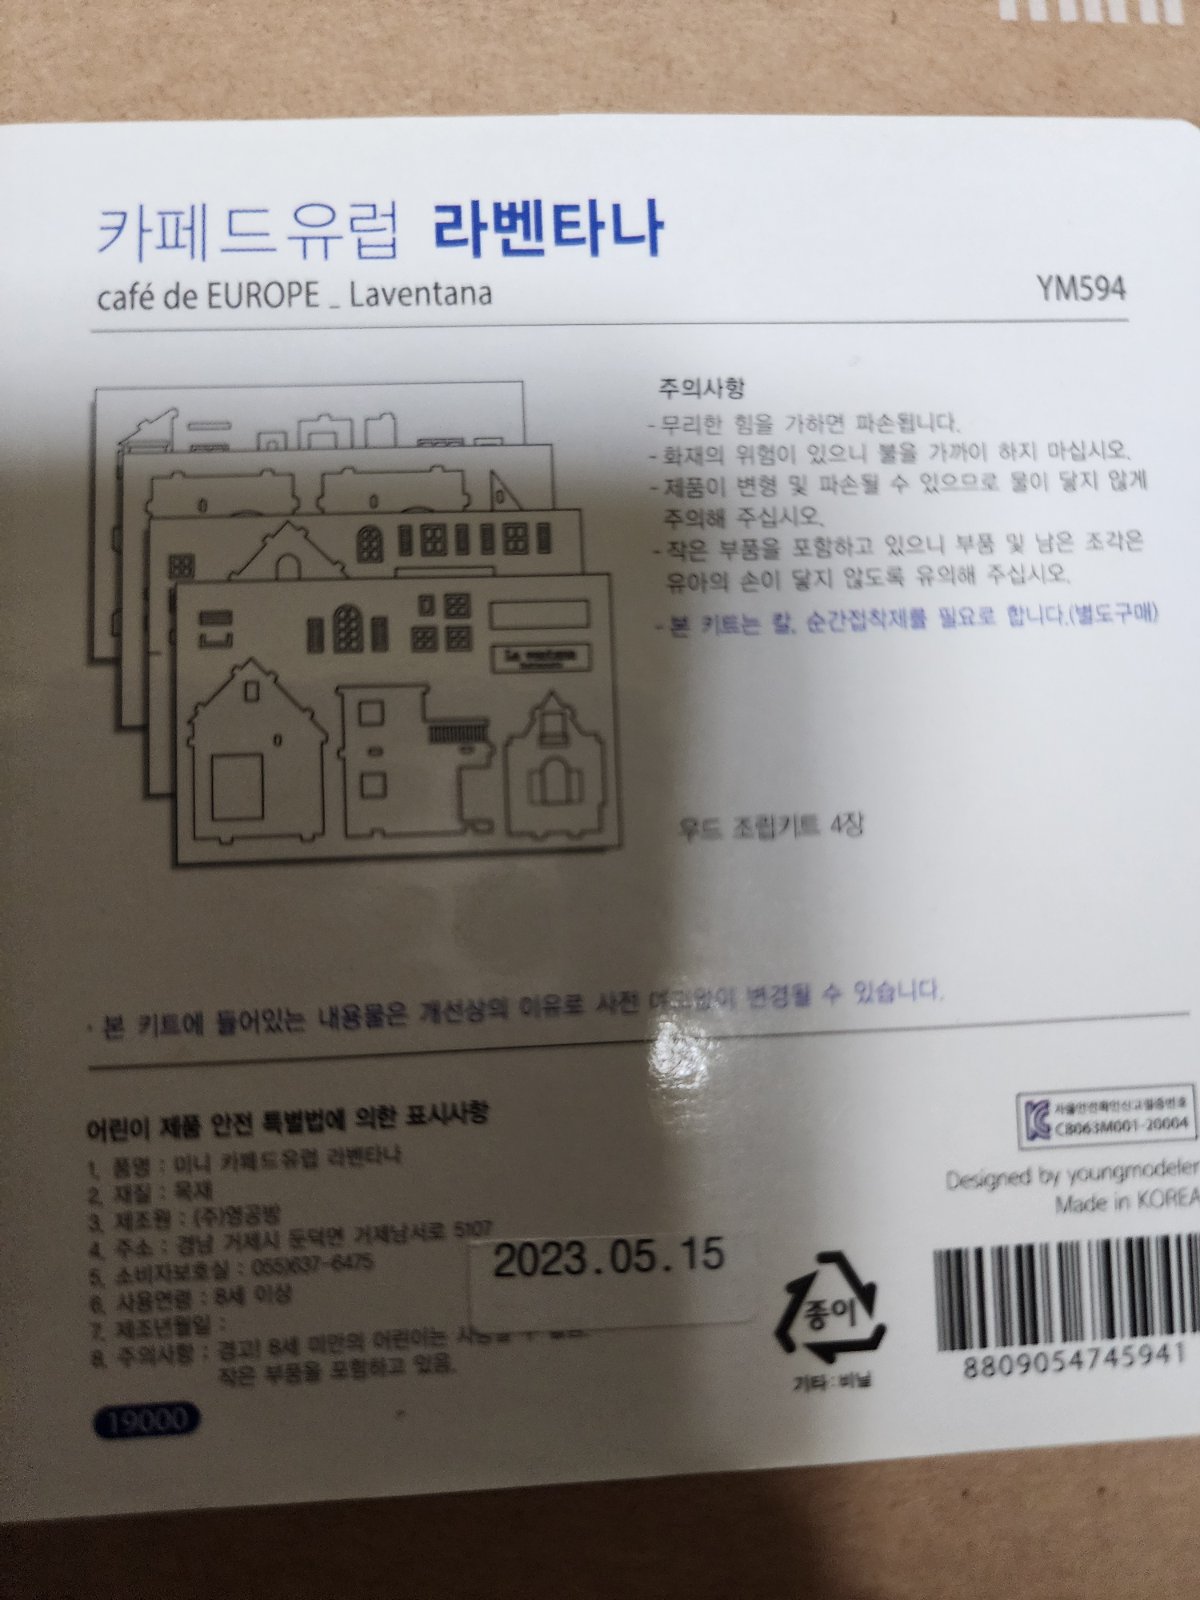 카페드유럽 라벤타나
café de EUROPE _ Laventana
YM594
주의사항
- 무리한 힘을 가하면 파손됩니다.
- 화재의 위험이 있으니 불을 가까이 하지 마십시오.
- 제품이 변형 및 파손될 수 있으므로 물이 닿지 않게
주의해 주십시오.
- 작은 부품을 포함하고 있으니 부품 및 남은 조각은
유아의 손이 닿지 않도록 유의해 주십시오.
- 본 키트는 칼, 순간접착제를 필요로 합니다.(별도구매)
우드 조립키트 4장
· 본 키트에 들어있는 내용물은 개선상의 이유로 사전 예고없이 변경될 수 있습니다.
어린이 제품 안전 특별법에 의한 표시사항
1. 품명 : 미니 카페드유럽 라벤타나
2. 재질 : 목재
3. 제조원 : (주)영공방
4. 주소 : 경남 거제시 둔덕면 거제남서로 5107
5. 소비자보호실 : 055)637-6475
6. 사용연령 : 8세 이상
7. 제조년월일 :
2023.05.15
8. 주의사항 : 경고! 8세 미만의 어린이는
작은 부품을 포함하고 있음.
19000
사출안전확인신고필증번호
CB063M001-20004
Designed by youngmodeler
Made in KOREA
종이
기타 : 비닐
8809054745941